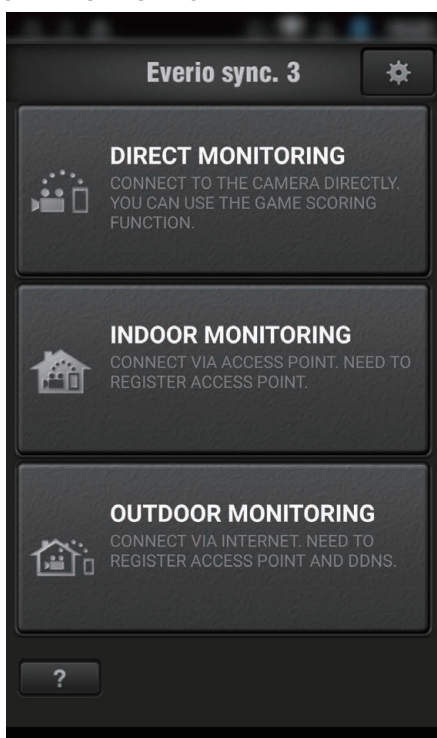 Everio sync. 3
DIRECT MONITORING
CONNECT TO THE CAMERA DIRECTLY.
YOU CAN USE THE GAME SCORING
FUNCTION.
INDOOR MONITORING
CONNECT VIA ACCESS POINT. NEED TO
REGISTER ACCESS POINT.
OUTDOOR MONITORING
CONNECT VIA INTERNET. NEED TO
REGISTER ACCESS POINT AND DDNS.
?